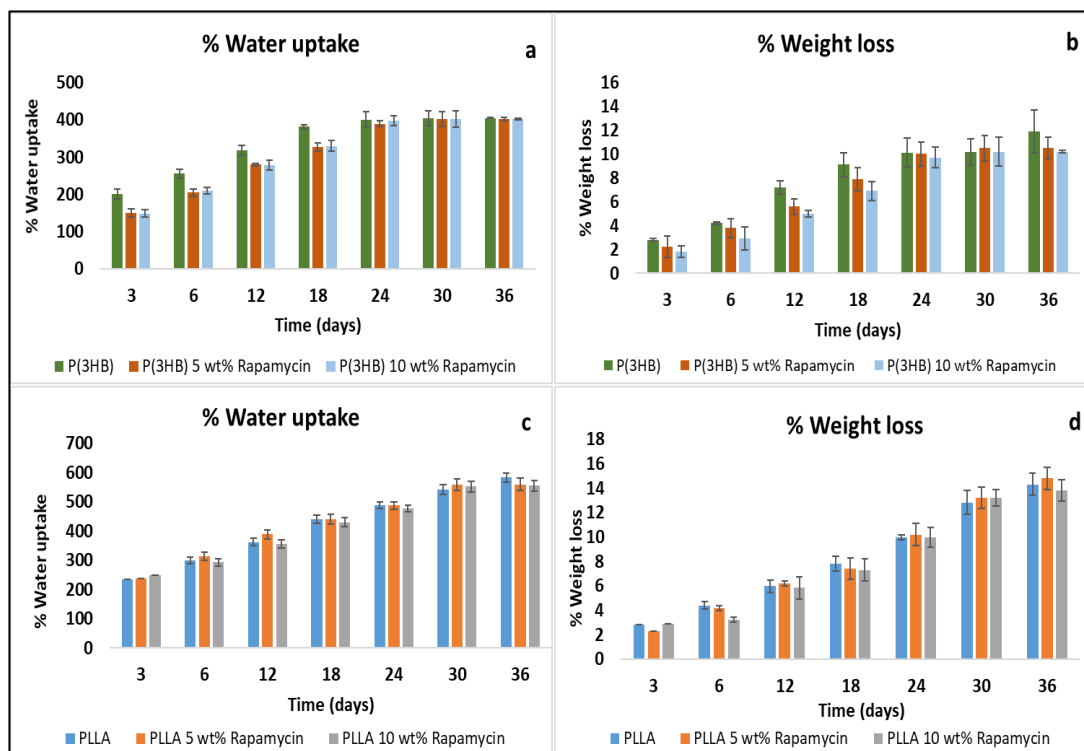 % Water uptake
a
500
400
300
200
100
0
% Water uptake
3 6 12 18 24 30 36
Time (days)
P(3HB) P(3HB) 5 wt% Rapamycin P(3HB) 10 wt% Rapamycin
% Weight loss
b
16
14
12
10
8
6
4
2
0
% Weight loss
3 6 12 18 24 30 36
Time (days)
P(3HB) P(3HB) 5 wt% Rapamycin P(3HB) 10 wt% Rapamycin
% Water uptake
c
700
600
500
400
300
200
100
0
% Water uptake
3 6 12 18 24 30 36
Time (days)
PLLA PLLA 5 wt% Rapamycin PLLA 10 wt% Rapamycin
% Weight loss
d
18
16
14
12
10
8
6
4
2
0
% Weight loss
3 6 12 18 24 30 36
Time (days)
PLLA PLLA 5 wt% Rapamycin PLLA 10 wt% Rapamycin